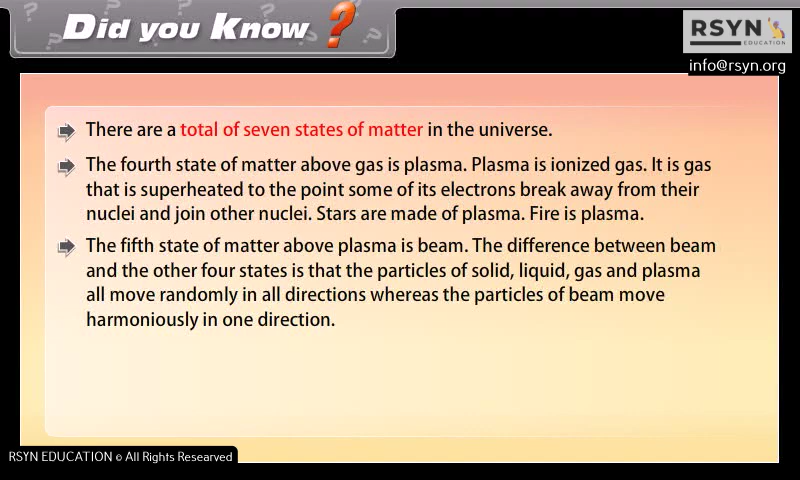 Did you Know ?
RSYN
EDUCATION
info@rsyn.org
There are a total of seven states of matter in the universe.
The fourth state of matter above gas is plasma. Plasma is ionized gas. It is gas
that is superheated to the point some of its electrons break away from their
nuclei and join other nuclei. Stars are made of plasma. Fire is plasma.
The fifth state of matter above plasma is beam. The difference between beam
and the other four states is that the particles of solid, liquid, gas and plasma
all move randomly in all directions whereas the particles of beam move
harmoniously in one direction.
RSYN EDUCATION © All Rights Researved